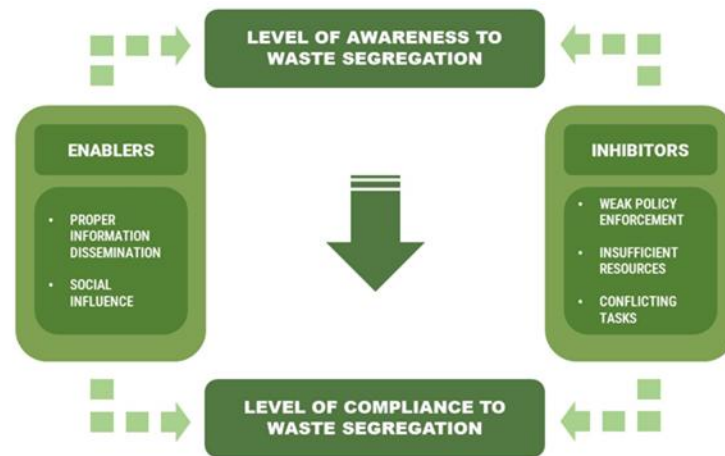 LEVEL OF AWARENESS TO
WASTE SEGREGATION
ENABLERS
• PROPER
INFORMATION
DISSEMINATION
• SOCIAL
INFLUENCE
INHIBITORS
• WEAK POLICY
ENFORCEMENT
• INSUFFICIENT
RESOURCES
• CONFLICTING
TASKS
LEVEL OF COMPLIANCE TO
WASTE SEGREGATION